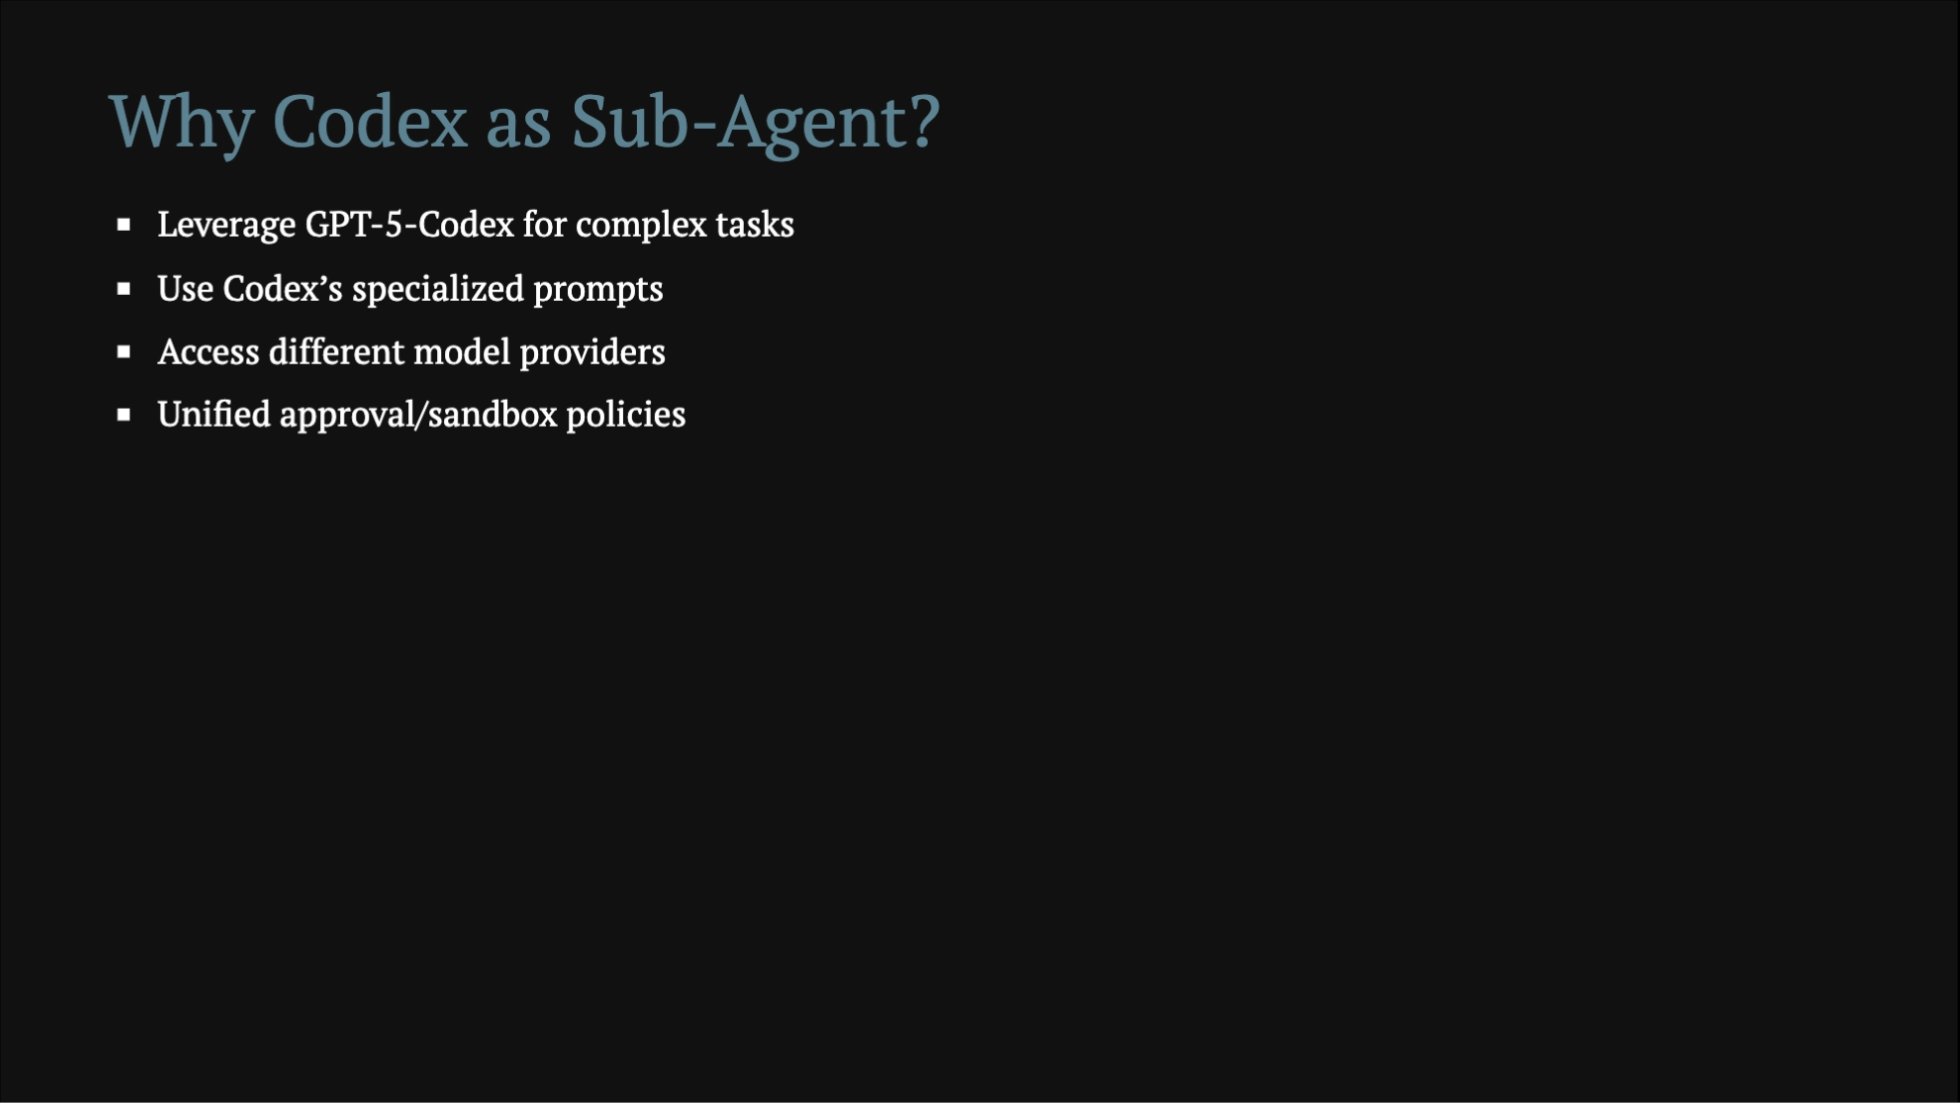 Why Codex as Sub-Agent?
▪ Leverage GPT-5-Codex for complex tasks
▪ Use Codex’s specialized prompts
▪ Access different model providers
▪ Unified approval/sandbox policies